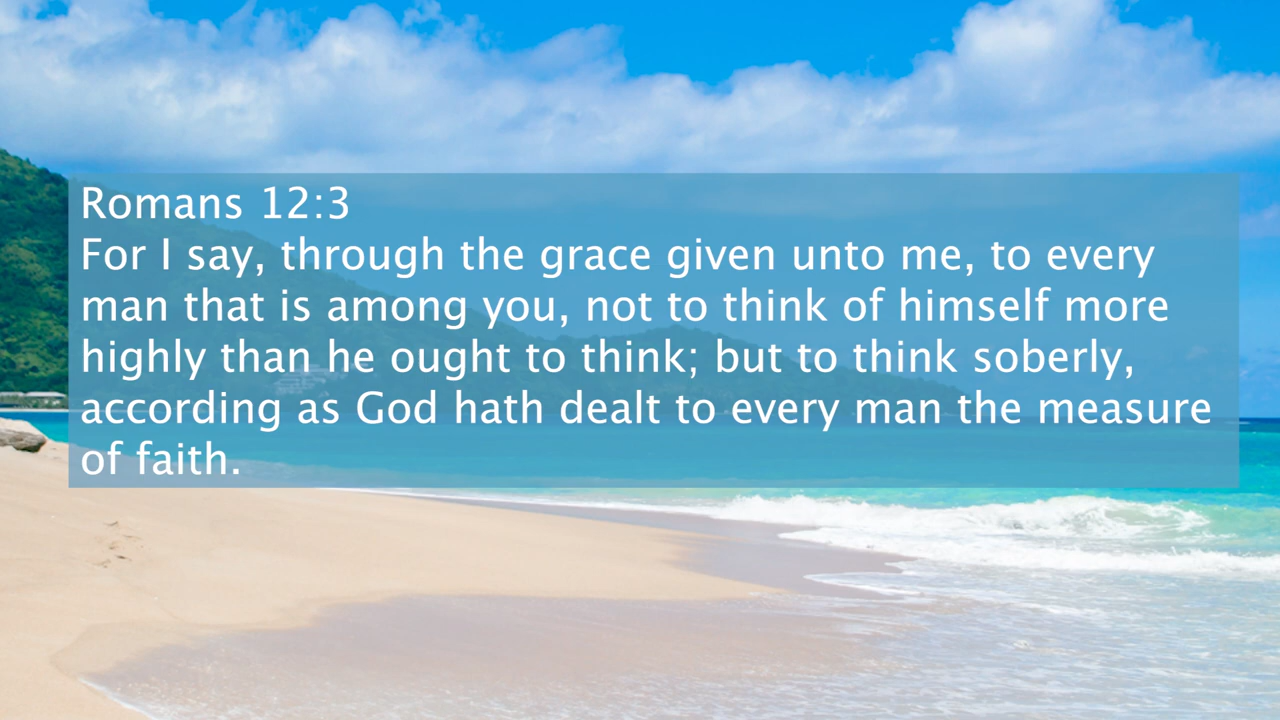 Romans 12:3
For I say, through the grace given unto me, to every
man that is among you, not to think of himself more
highly than he ought to think; but to think soberly,
according as God hath dealt to every man the measure
of faith.